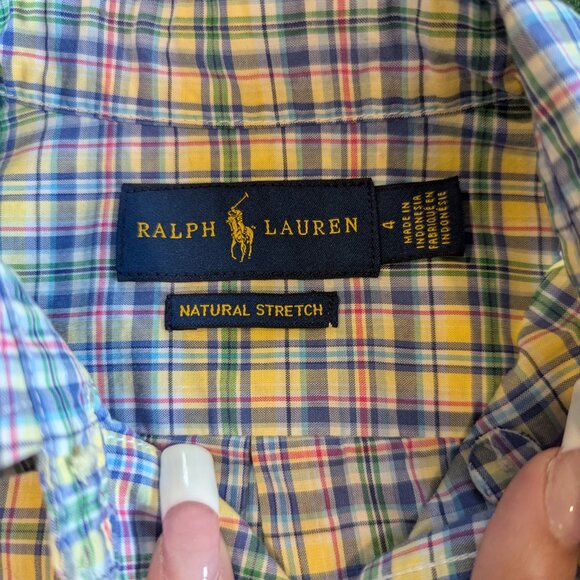 RALPH LAUREN
4
MADE IN
INDONESIA
FABRIQUÉ EN
INDONÉSIE
NATURAL STRETCH